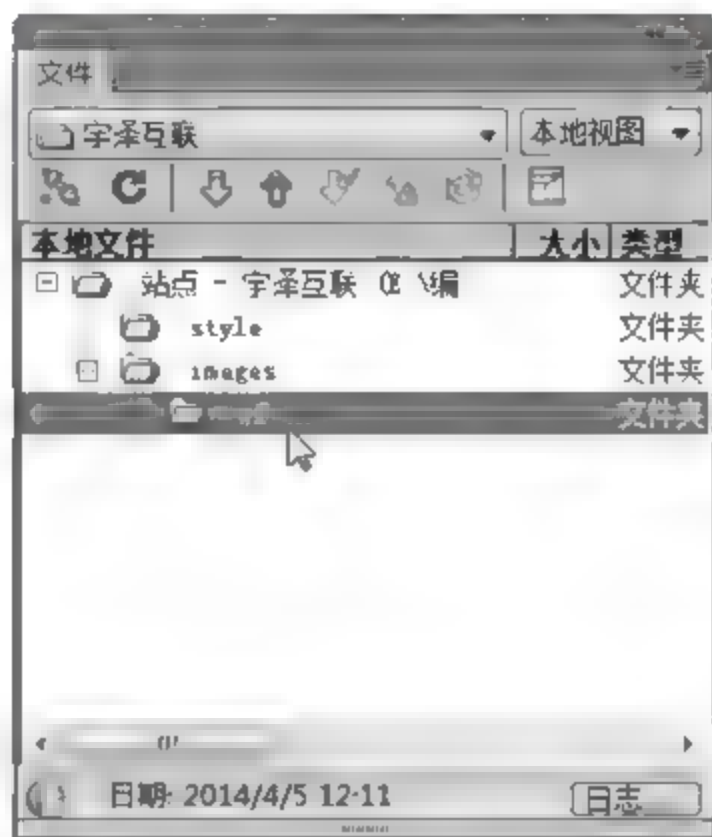 文件
宇泽互联 本地视图
本地文件 大小 类型
站点 - 宇泽互联 (E \编 文件夹
style 文件夹
images 文件夹
文件夹
日期: 2014/4/5 12:11 日志